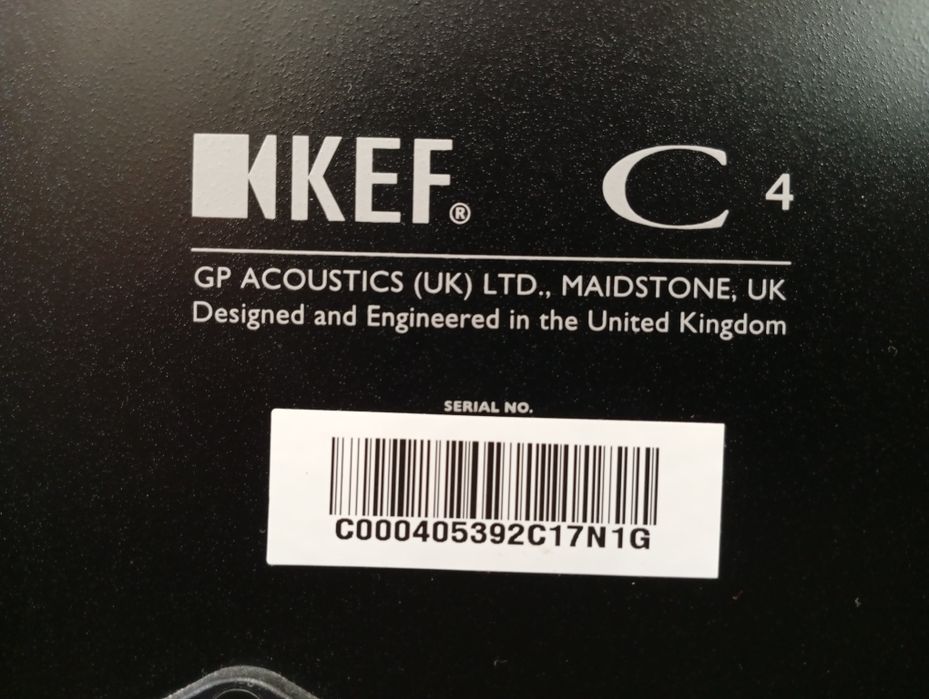 KEF® C 4
GP ACOUSTICS (UK) LTD., MAIDSTONE, UK
Designed and Engineered in the United Kingdom
SERIAL NO.
C000405392C17N1G